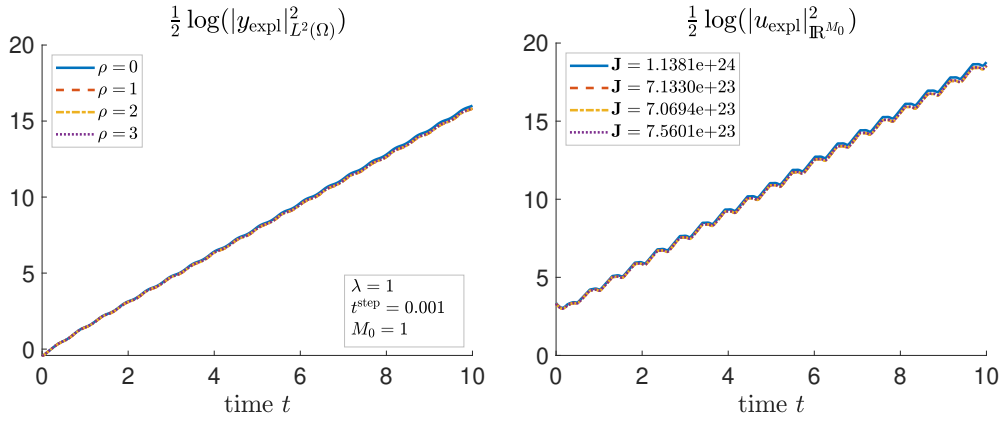 ½ log(|y_expl|²_{L²(Ω)})
20
15
10
5
0
ρ = 0
ρ = 1
ρ = 2
ρ = 3
λ = 1
t^step = 0.001
M₀ = 1
0 2 4 6 8 10
time t
½ log(|u_expl|²_{ℝ^{M₀}})
20
15
10
5
0
J = 1.1381e+24
J = 7.1330e+23
J = 7.0694e+23
J = 7.5601e+23
0 2 4 6 8 10
time t